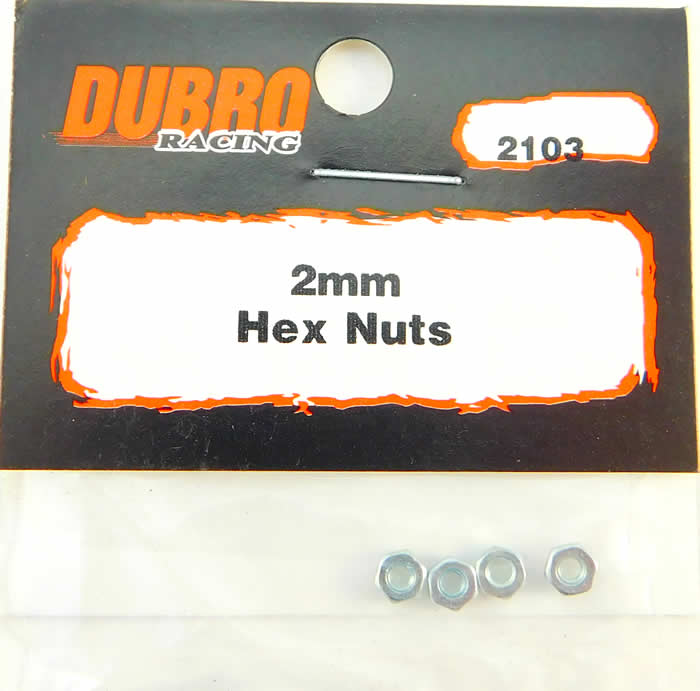 DUBRO
RACING
2103
2mm
Hex Nuts